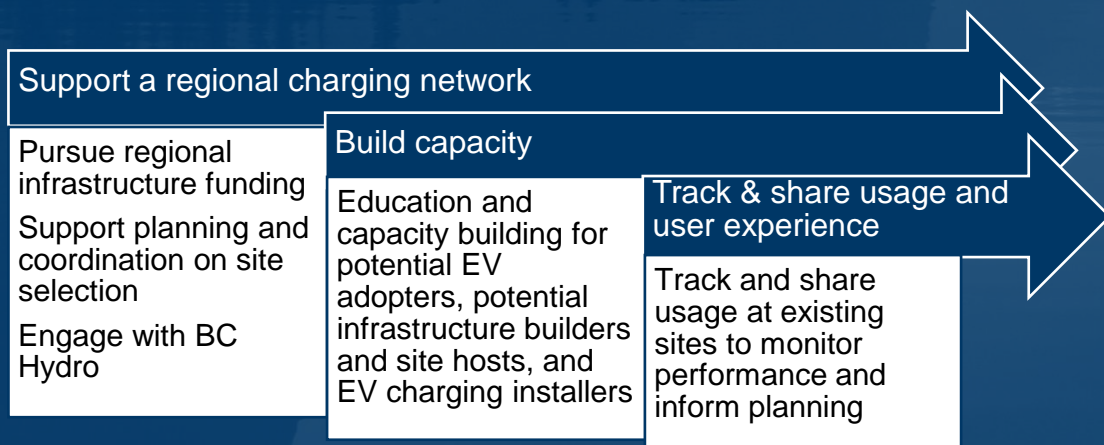 Support a regional charging network
Pursue regional
infrastructure funding
Support planning and
coordination on site
selection
Engage with BC
Hydro
Build capacity
Education and
capacity building for
potential EV
adopters, potential
infrastructure builders
and site hosts, and
EV charging installers
Track & share usage and
user experience
Track and share
usage at existing
sites to monitor
performance and
inform planning